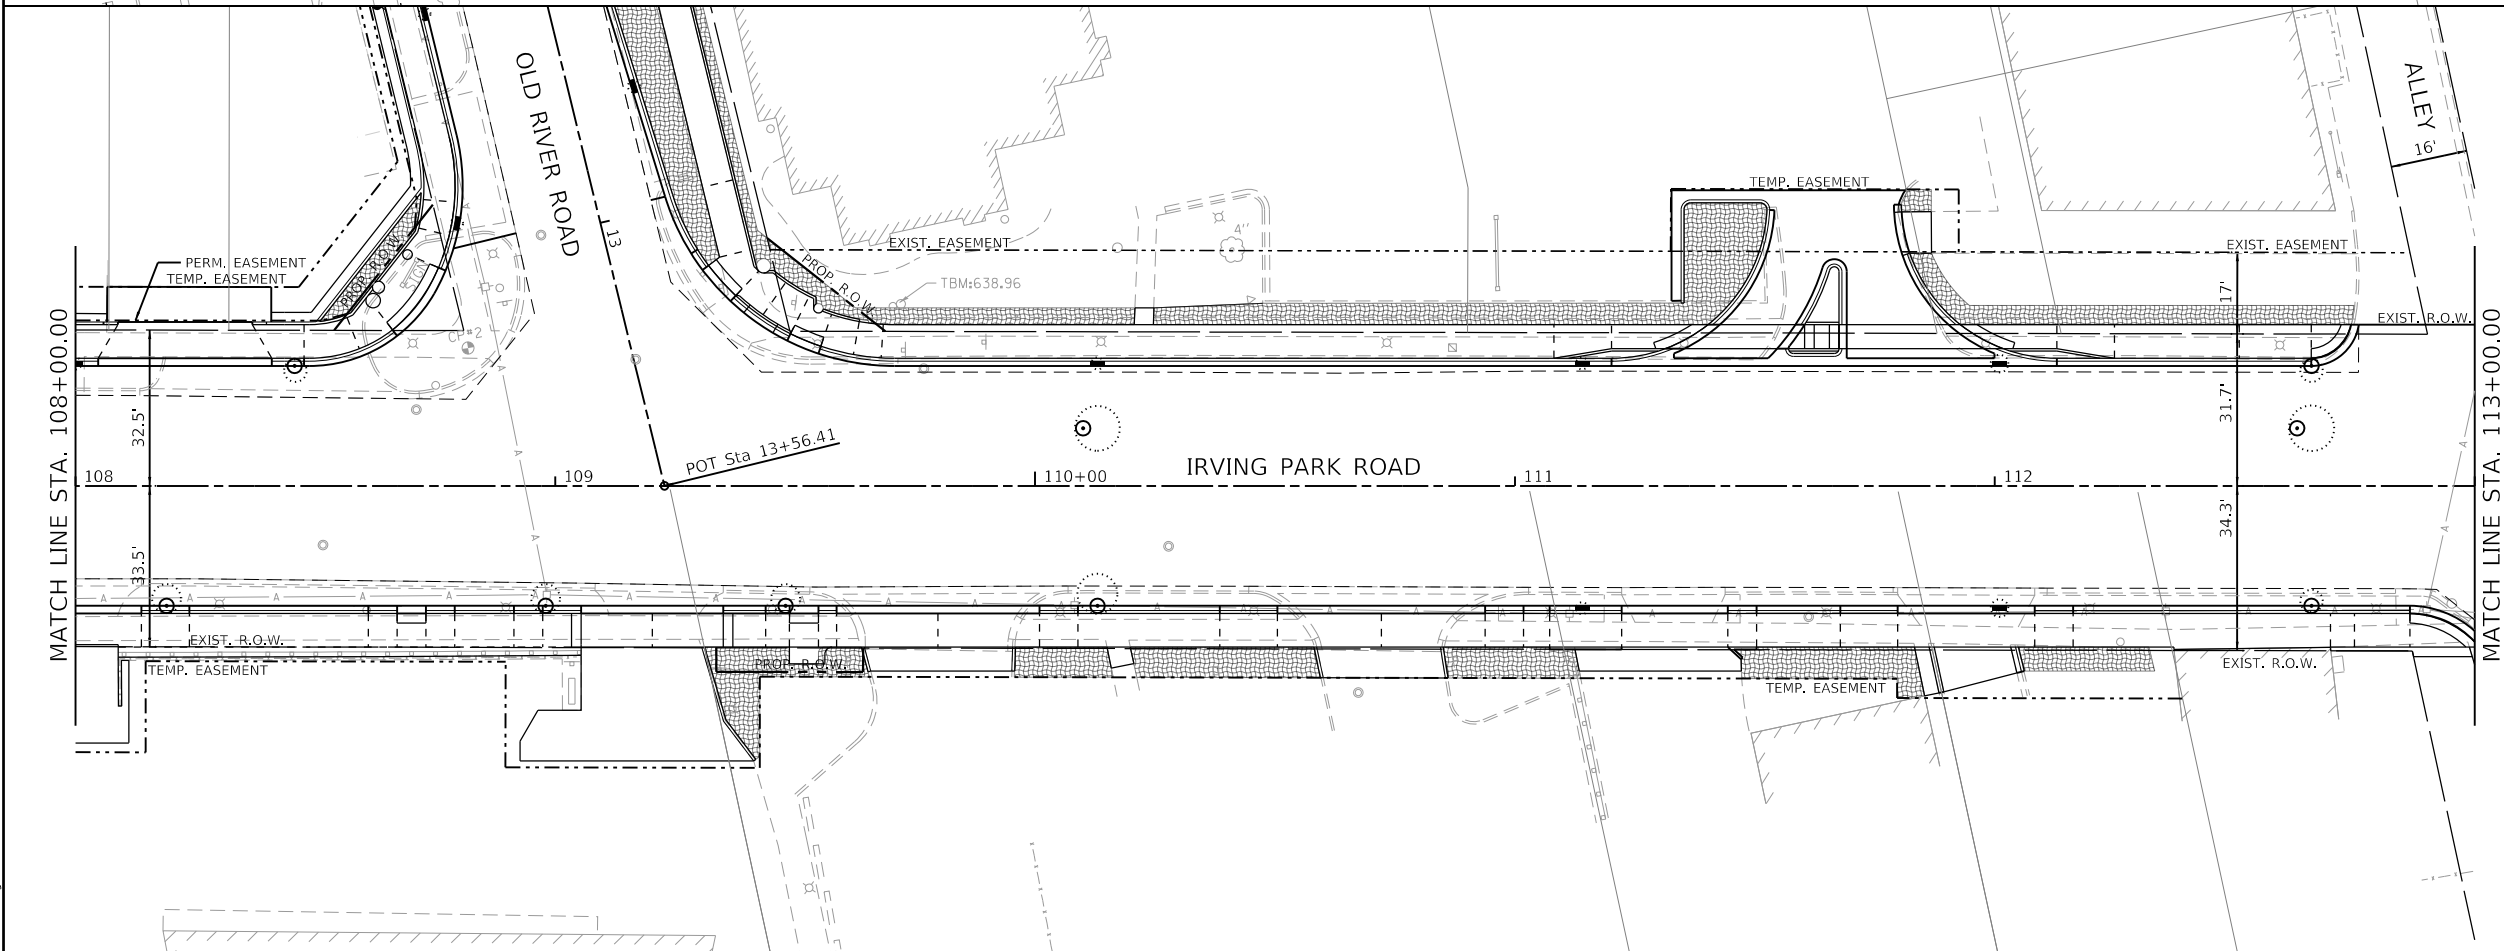 OLD RIVER ROAD
ALLEY
16'
13
TEMP. EASEMENT
EXIST. EASEMENT
EXIST. EASEMENT
PERM. EASEMENT
TEMP. EASEMENT
PROP. R.O.W.
SIGN
PROP. R.O.W.
4''
TBM:638.96
17'
EXIST. R.O.W.
CP#2
MATCH LINE STA. 108+00.00
MATCH LINE STA. 113+00.00
32.5'
31.7'
POT Sta 13+56.41
IRVING PARK ROAD
108
109
110+00
111
112
33.5'
34.3'
A A A A A A A A A A A A A A
EXIST. R.O.W.
TEMP. EASEMENT
PROP. R.O.W.
EXIST. R.O.W.
TEMP. EASEMENT